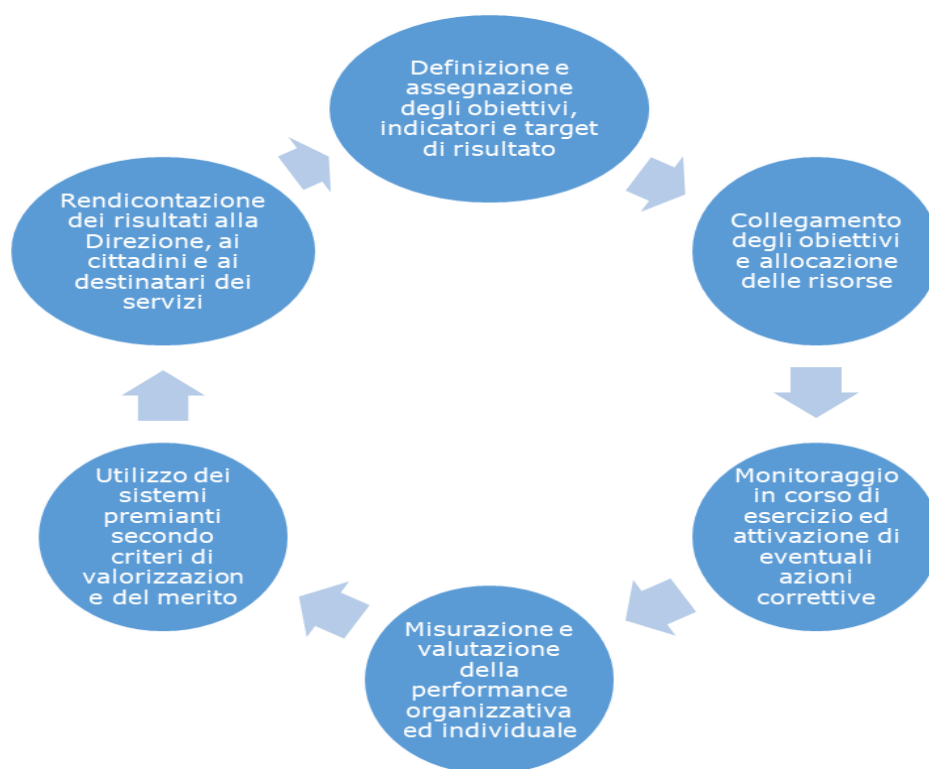 Definizione e
assegnazione
degli obiettivi,
indicatori e target
di risultato
Collegamento
degli obiettivi
e allocazione
delle risorse
Monitoraggio
in corso di
esercizio ed
attivazione di
eventuali
azioni
correttive
Misurazione e
valutazione
della
performance
organizzativa
ed individuale
Utilizzo dei
sistemi
premianti
secondo
criteri di
valorizzazion
e del merito
Rendicontazione
dei risultati alla
Direzione, ai
cittadini e ai
destinatari dei
servizi